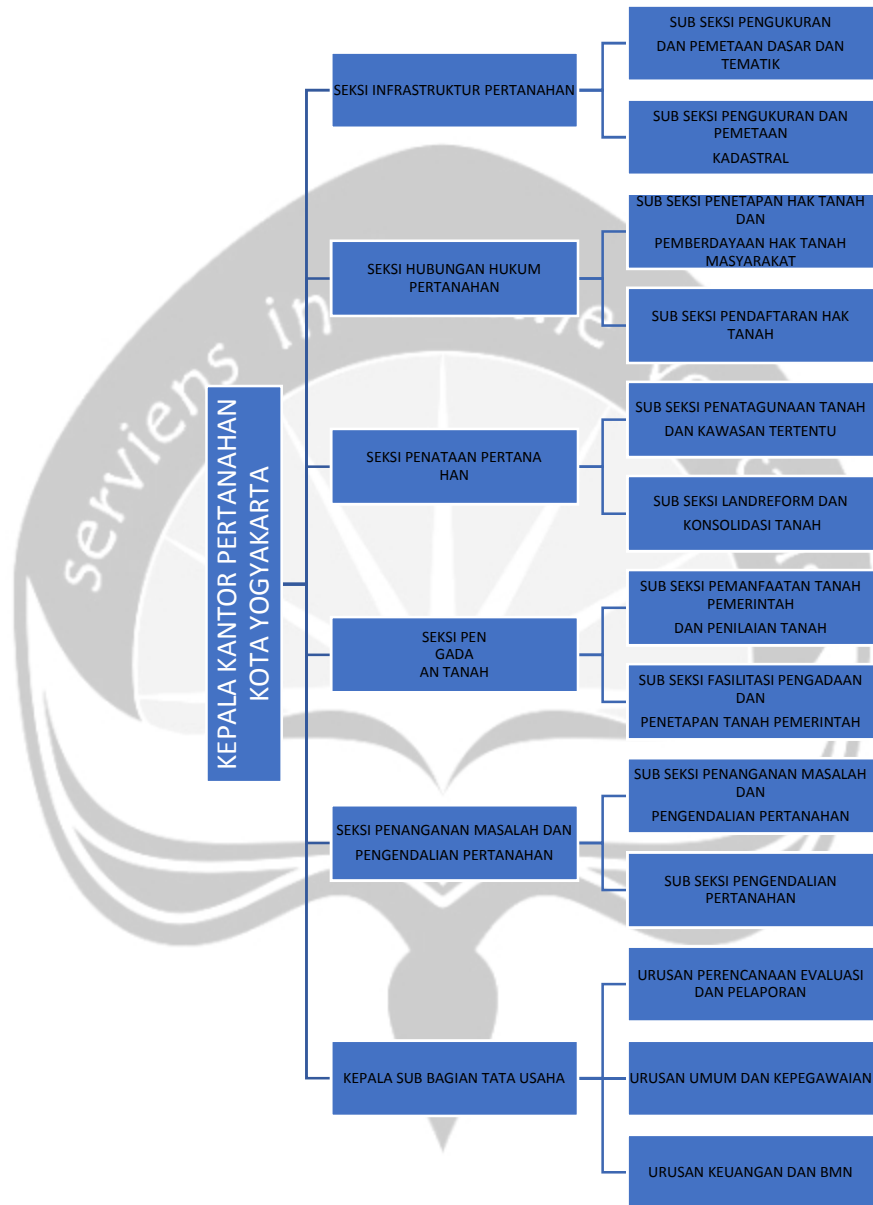 KEPALA KANTOR PERTANAHAN
KOTA YOGYAKARTA
SEKSI INFRASTRUKTUR PERTANAHAN
SUB SEKSI PENGUKURAN
DAN PEMETAAN DASAR DAN
TEMATIK
SUB SEKSI PENGUKURAN DAN
PEMETAAN
KADASTRAL
SEKSI HUBUNGAN HUKUM
PERTANAHAN
SUB SEKSI PENETAPAN HAK TANAH
DAN
PEMBERDAYAAN HAK TANAH
MASYARAKAT
SUB SEKSI PENDAFTARAN HAK
TANAH
SEKSI PENATAAN PERTANA
HAN
SUB SEKSI PENATAGUNAAN TANAH
DAN KAWASAN TERTENTU
SUB SEKSI LANDREFORM DAN
KONSOLIDASI TANAH
SEKSI PEN
GADA
AN TANAH
SUB SEKSI PEMANFAATAN TANAH
PEMERINTAH
DAN PENILAIAN TANAH
SUB SEKSI FASILITASI PENGADAAN
DAN
PENETAPAN TANAH PEMERINTAH
SEKSI PENANGANAN MASALAH DAN
PENGENDALIAN PERTANAHAN
SUB SEKSI PENANGANAN MASALAH
DAN
PENGENDALIAN PERTANAHAN
SUB SEKSI PENGENDALIAN
PERTANAHAN
KEPALA SUB BAGIAN TATA USAHA
URUSAN PERENCANAAN EVALUASI
DAN PELAPORAN
URUSAN UMUM DAN KEPEGAWAIAN
URUSAN KEUANGAN DAN BMN
serviens in